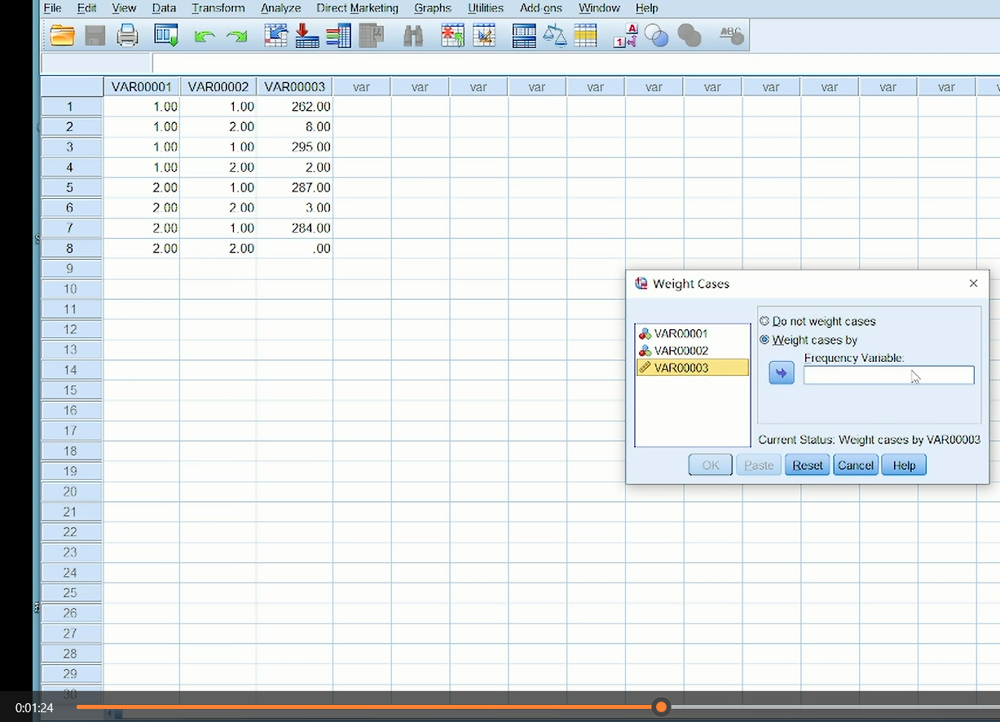 File Edit View Data Transform Analyze Direct Marketing Graphs Utilities Add-ons Window Help
A
1
ABC
VAR00001 VAR00002 VAR00003 var var var var var var var var var var var
1 1.00 1.00 262.00
2 1.00 2.00 8.00
3 1.00 1.00 295.00
4 1.00 2.00 2.00
5 2.00 1.00 287.00
6 2.00 2.00 3.00
7 2.00 1.00 284.00
8 2.00 2.00 .00
9
10
11
12
13
14
15
16
17
18
19
20
21
22
23
24
25
26
27
28
29
30
Weight Cases
VAR00001
VAR00002
VAR00003
Do not weight cases
Weight cases by
Frequency Variable:
Current Status: Weight cases by VAR00003
OK Paste Reset Cancel Help
0:01:24